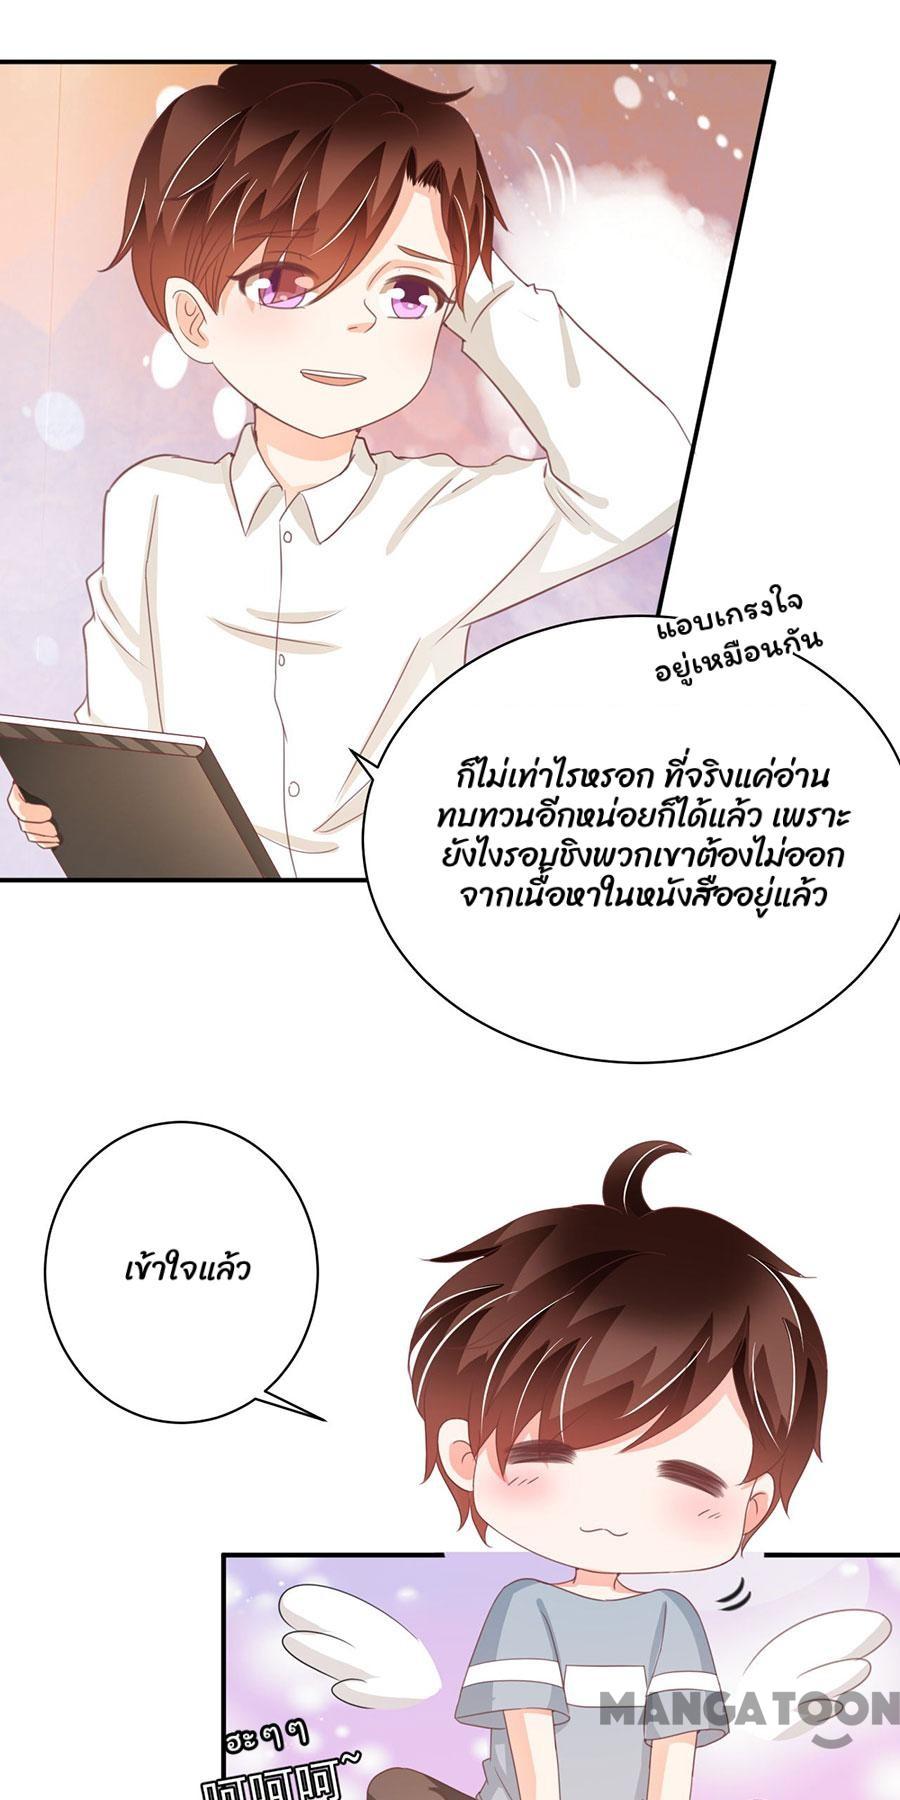 แอบเกรงใจ
อยู่เหมือนกัน
ก็ไม่เท่าไรหรอก ที่จริงแค่อ่าน
ทบทวนอีกหน่อยก็ได้แล้ว เพราะ
ยังไงรอบชิงพวกเขาต้องไม่ออก
จากเนื้อหาในหนังสืออยู่แล้ว
เข้าใจแล้ว
MANGATOON
ฮะๆๆ